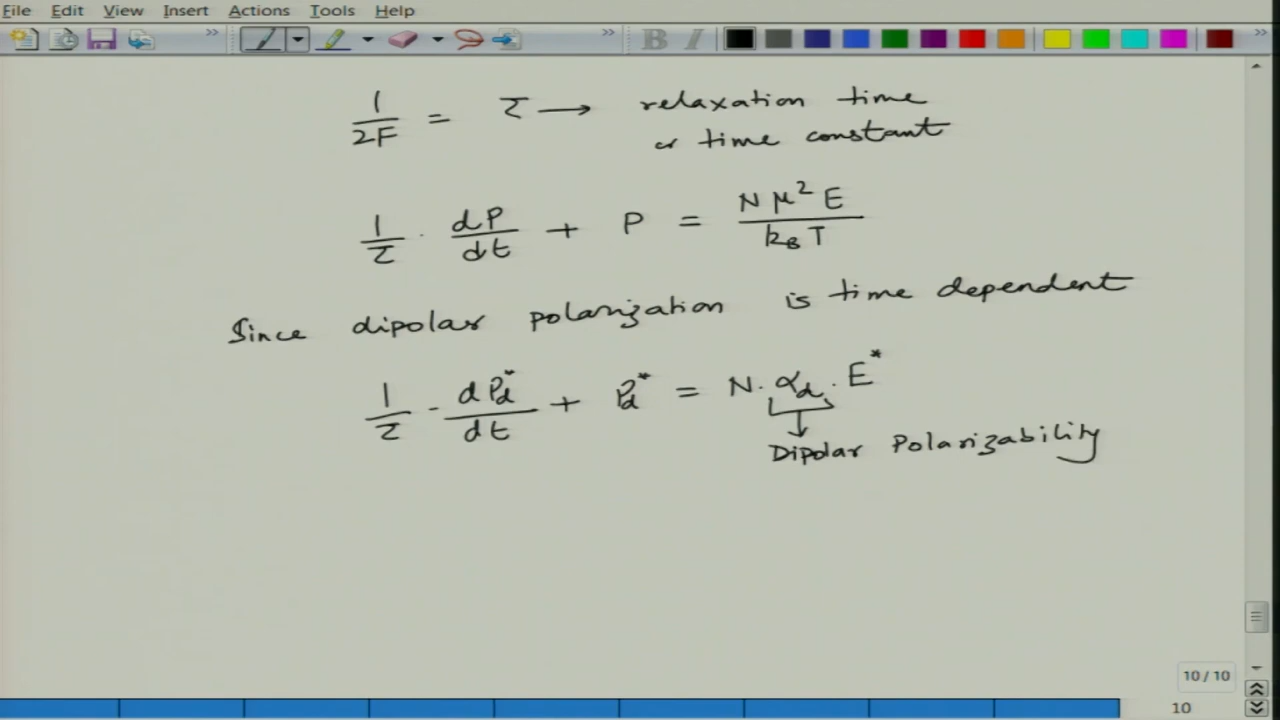 File Edit View Insert Actions Tools Help
B I
1/2F = τ → relaxation time
or time constant
1/τ · dP/dt + P = Nμ²E/k_BT
Since dipolar polarization is time dependent
1/τ · dP_d*/dt + P_d* = N·α_d·E*
Dipolar Polarizability
10 / 10
10